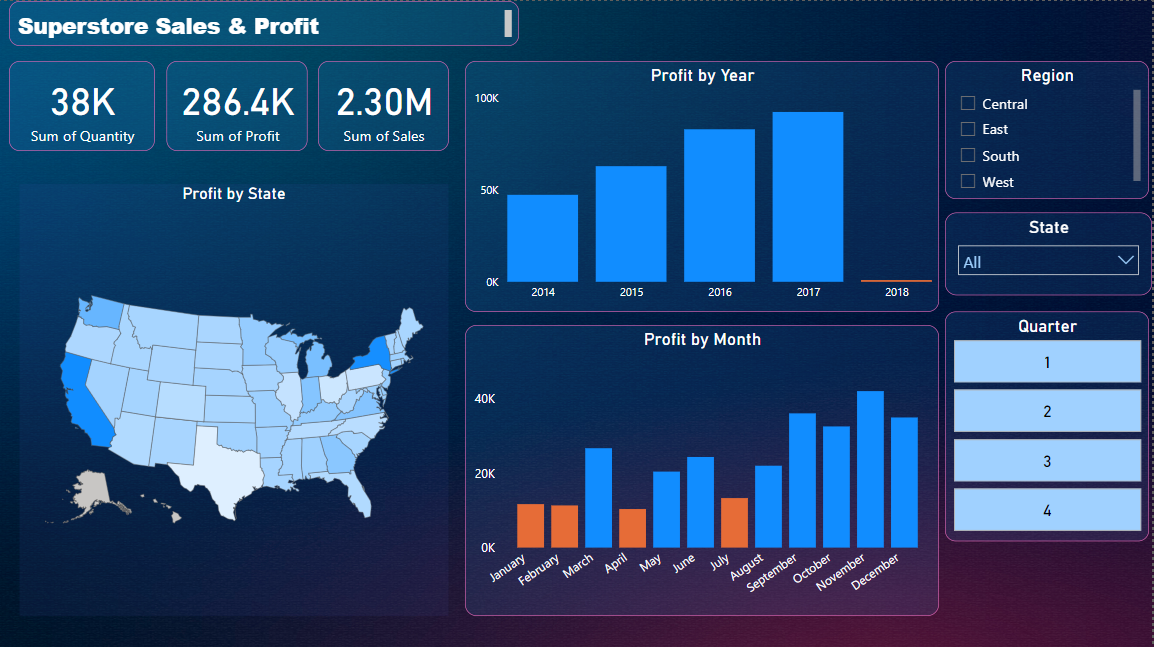 Superstore Sales & Profit
38K
Sum of Quantity
286.4K
Sum of Profit
2.30M
Sum of Sales
Profit by State
Profit by Year
100K
50K
0K
2014
2015
2016
2017
2018
Profit by Month
40K
20K
0K
January
February
March
April
May
June
July
August
September
October
November
December
Region
Central
East
South
West
State
All
Quarter
1
2
3
4